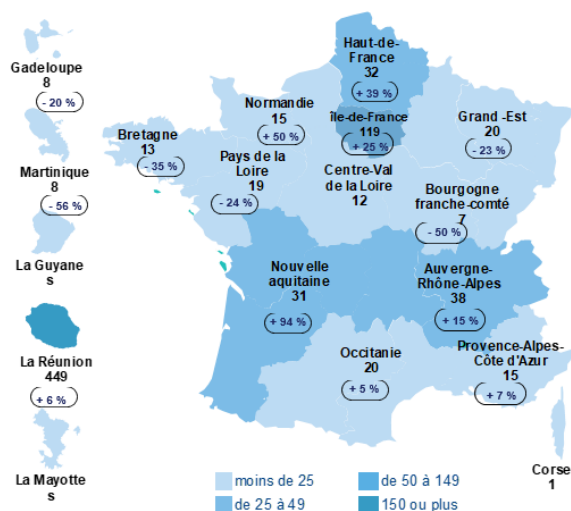 Gadeloupe
8
- 20 %
Martinique
8
- 56 %
La Guyane
s
La Réunion
449
+ 6 %
La Mayotte
s
Haut-de-
France
32
+ 39 %
Normandie
15
+ 50 %
île-de-France
119
+ 25 %
Grand -Est
20
- 23 %
Bretagne
13
- 35 %
Pays de la
Loire
19
- 24 %
Centre-Val
de la Loire
12
Bourgogne
franche-comté
7
- 50 %
Nouvelle
aquitaine
31
+ 94 %
Auvergne-
Rhône-Alpes
38
+ 15 %
Occitanie
20
+ 5 %
Provence-Alpes-
Côte d'Azur
15
+ 7 %
Corse
1
moins de 25
de 25 à 49
de 50 à 149
150 ou plus